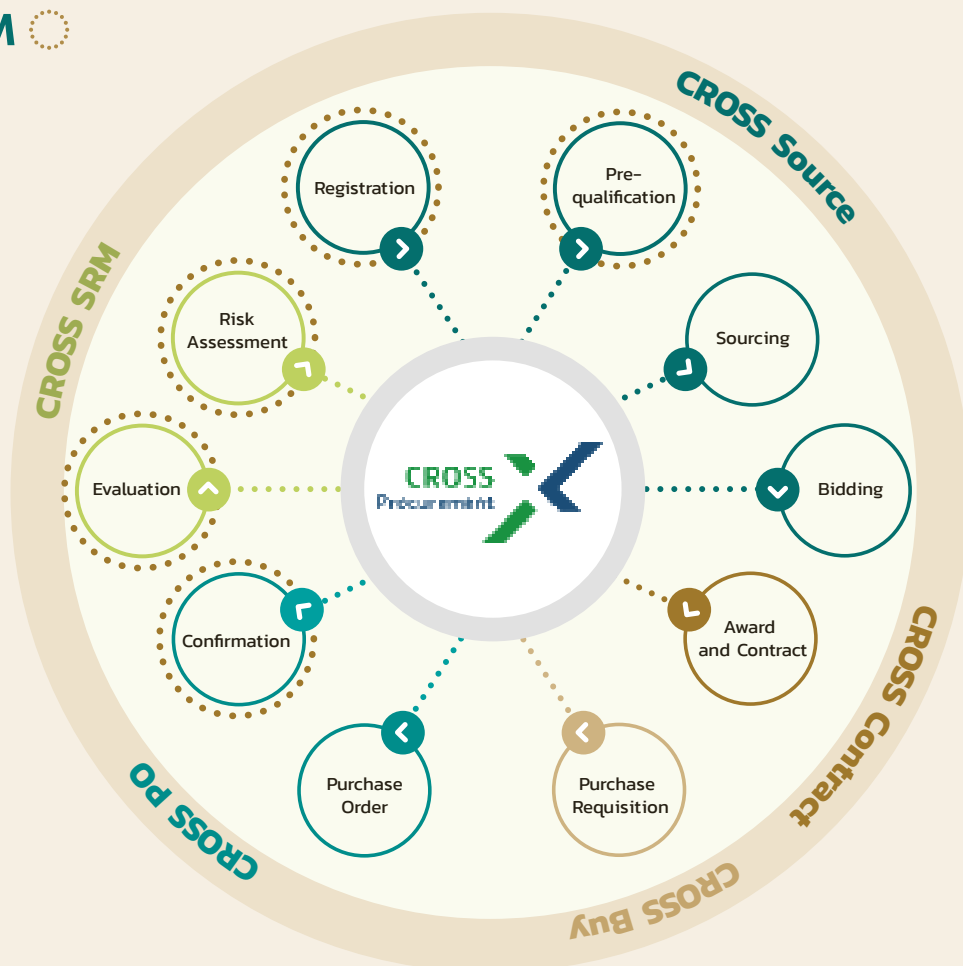 M
CROSS Source
Registration
Pre-
qualification
CROSS SRM
Risk
Assessment
Sourcing
Evaluation
CROSS
Procurement
Bidding
Confirmation
Award
and Contract
CROSS Contract
Purchase
Order
Purchase
Requisition
CROSS PO
CROSS Buy